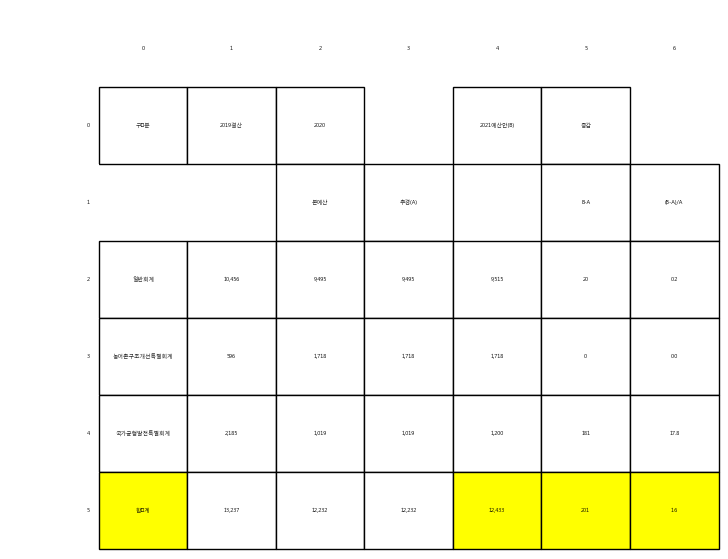 0 1 2 3 4 5 6
0 구□분 2019결산 2020 2021예산안(B) 증감
1 본예산 추경(A) B-A (B-A)/A
2 일반회계 10,456 9,495 9,495 9,515 20 0.2
3 농어촌구조개선특별회계 596 1,718 1,718 1,718 0 0.0
4 국가균형발전특별회계 2,185 1,019 1,019 1,200 181 17.8
5 합□계 13,237 12,232 12,232 12,433 201 1.6